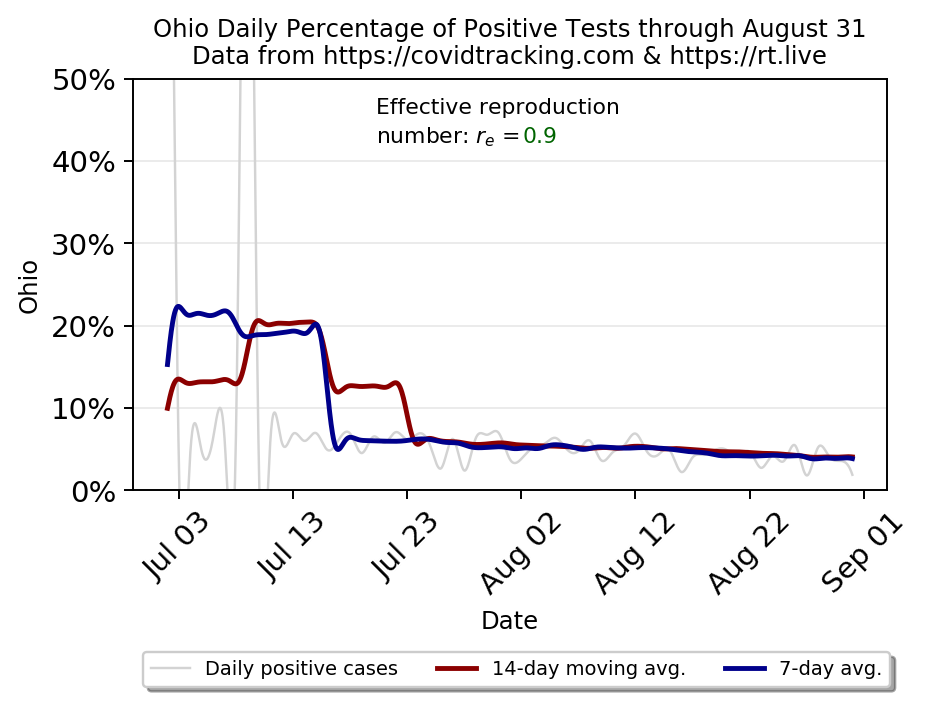 Ohio Daily Percentage of Positive Tests through August 31
Data from https://covidtracking.com & https://rt.live
50%
Effective reproduction
number: rₑ =0.9
40%
30%
Ohio
20%
10%
0%
Jul 03
Jul 13
Jul 23
Aug 02
Aug 12
Aug 22
Sep 01
Date
Daily positive cases
14-day moving avg.
7-day avg.